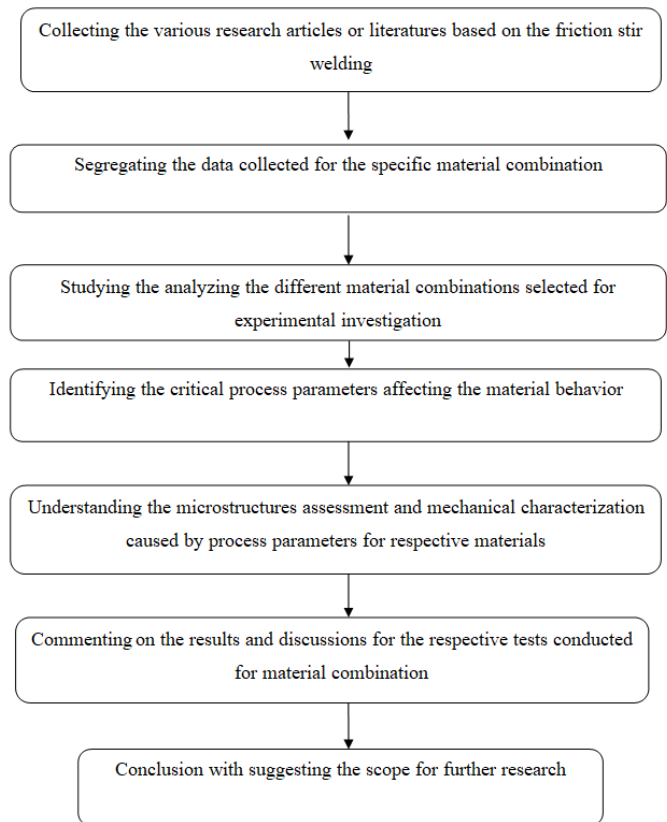 Collecting the various research articles or literatures based on the friction stir
welding
Segregating the data collected for the specific material combination
Studying the analyzing the different material combinations selected for
experimental investigation
Identifying the critical process parameters affecting the material behavior
Understanding the microstructures assessment and mechanical characterization
caused by process parameters for respective materials
Commenting on the results and discussions for the respective tests conducted
for material combination
Conclusion with suggesting the scope for further research